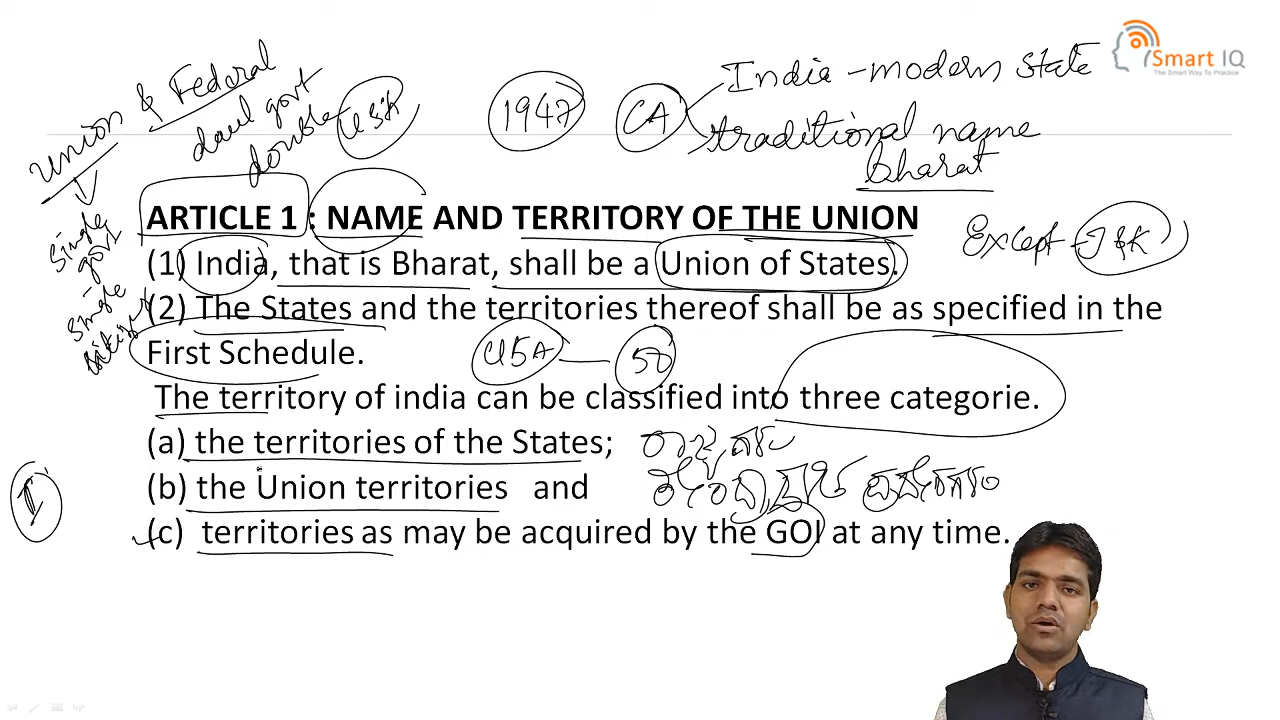 Smart IQ
The Smart Way To Practice
Union & Federal
daul govt
double
USA
1947
CA
India - modern state
traditional name
bharat
single
govt
single
ARTICLE 1 : NAME AND TERRITORY OF THE UNION
Except - J&K
(1) India, that is Bharat, shall be a Union of States.
(2) The States and the territories thereof shall be as specified in the
First Schedule.
USA — 50
The territory of india can be classified into three categorie.
(a) the territories of the States;
(b) the Union territories and
(c) territories as may be acquired by the GOI at any time.